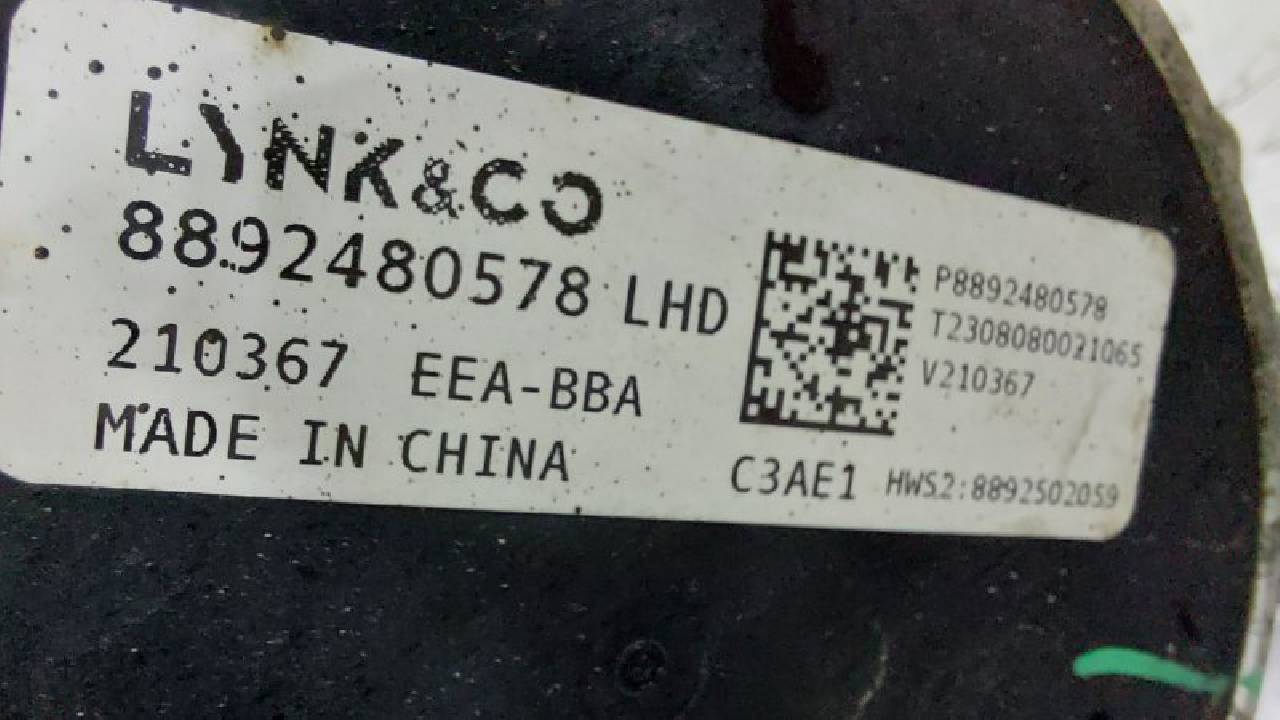 LYNK&CO
8892480578 LHD
210367 EEA-BBA
MADE IN CHINA
P8892480578
T2308080021065
V210367
C3AE1 HWS2:8892502059